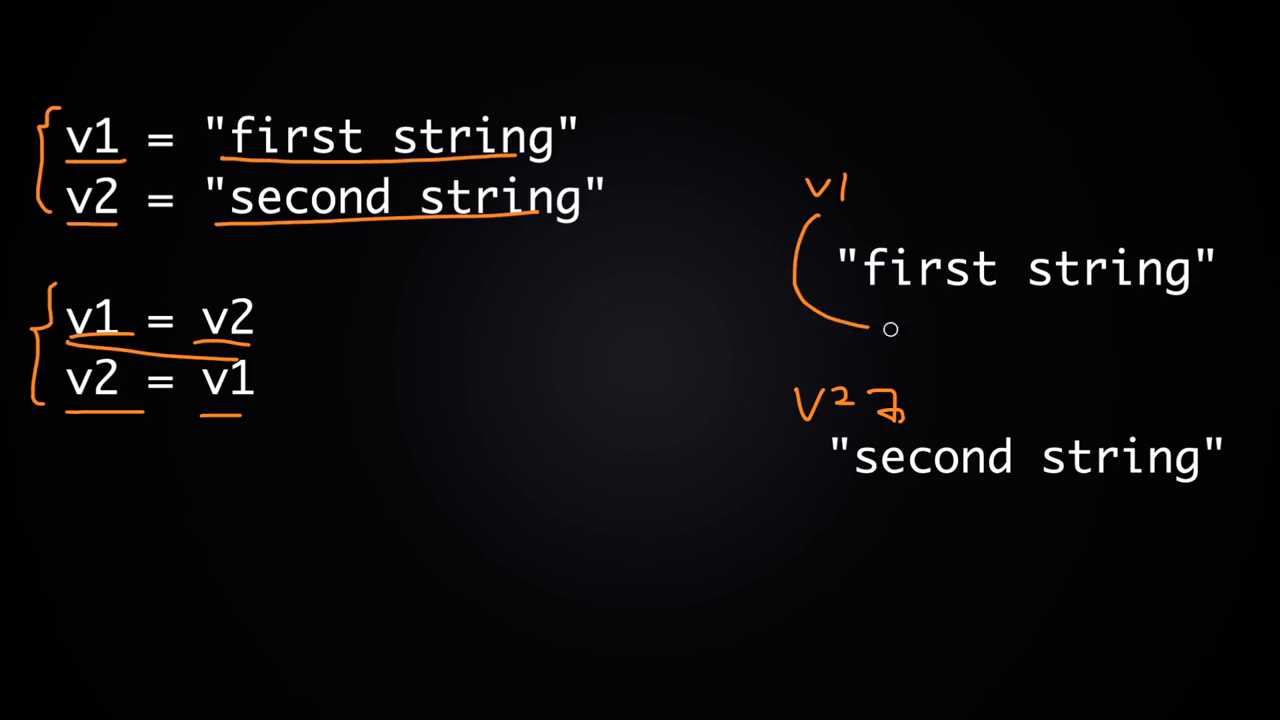 v1 = "first string"
v2 = "second string"
v1 = v2
v2 = v1
v1
"first string"
v2
"second string"